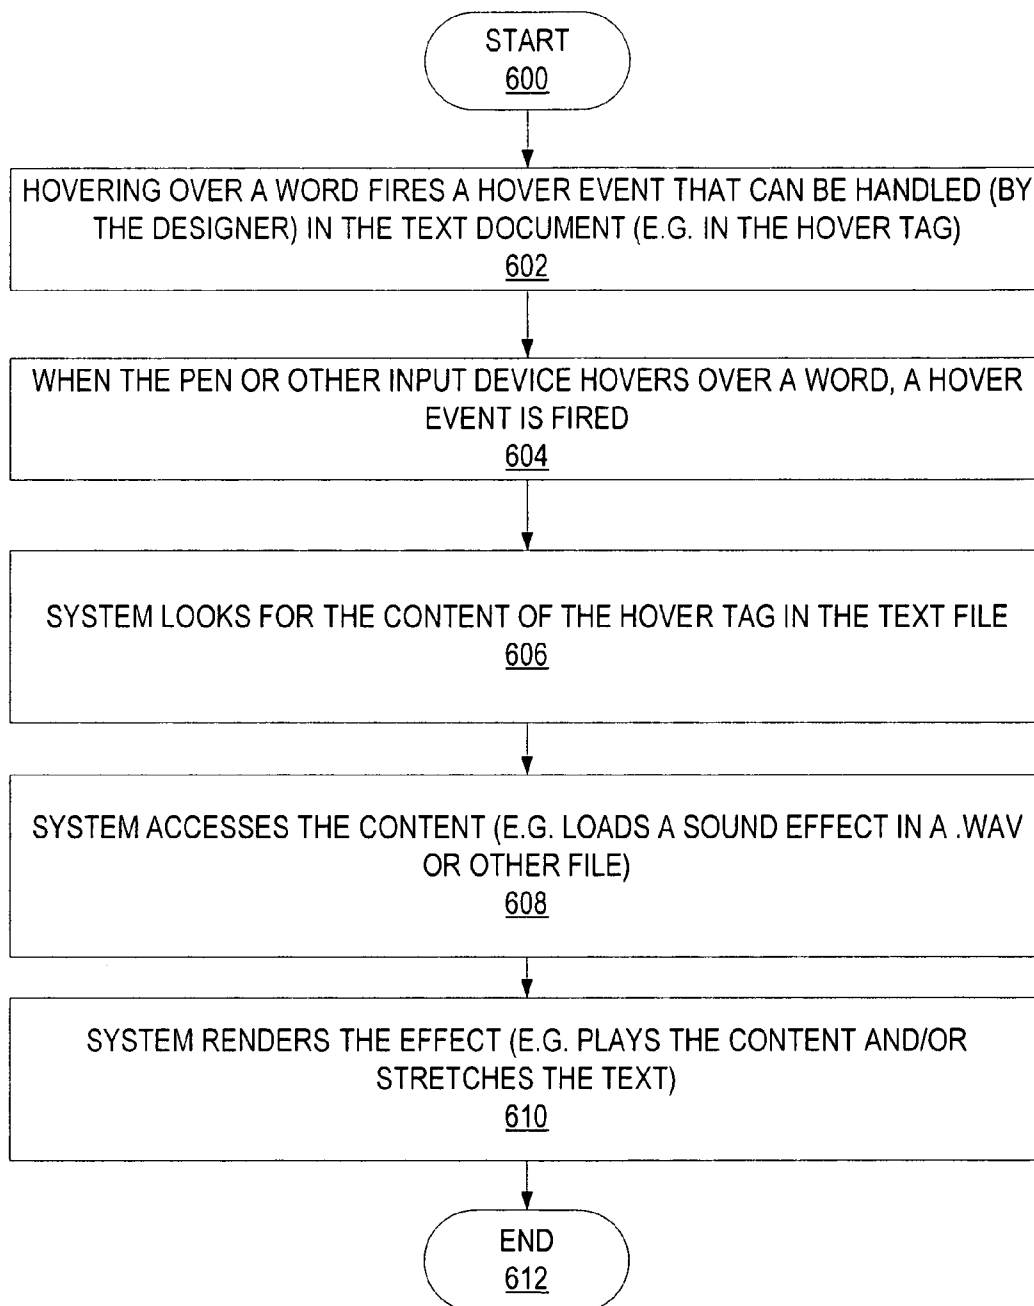 START
600
HOVERING OVER A WORD FIRES A HOVER EVENT THAT CAN BE HANDLED (BY
THE DESIGNER) IN THE TEXT DOCUMENT (E.G. IN THE HOVER TAG)
602
WHEN THE PEN OR OTHER INPUT DEVICE HOVERS OVER A WORD, A HOVER
EVENT IS FIRED
604
SYSTEM LOOKS FOR THE CONTENT OF THE HOVER TAG IN THE TEXT FILE
606
SYSTEM ACCESSES THE CONTENT (E.G. LOADS A SOUND EFFECT IN A .WAV
OR OTHER FILE)
608
SYSTEM RENDERS THE EFFECT (E.G. PLAYS THE CONTENT AND/OR
STRETCHES THE TEXT)
610
END
612